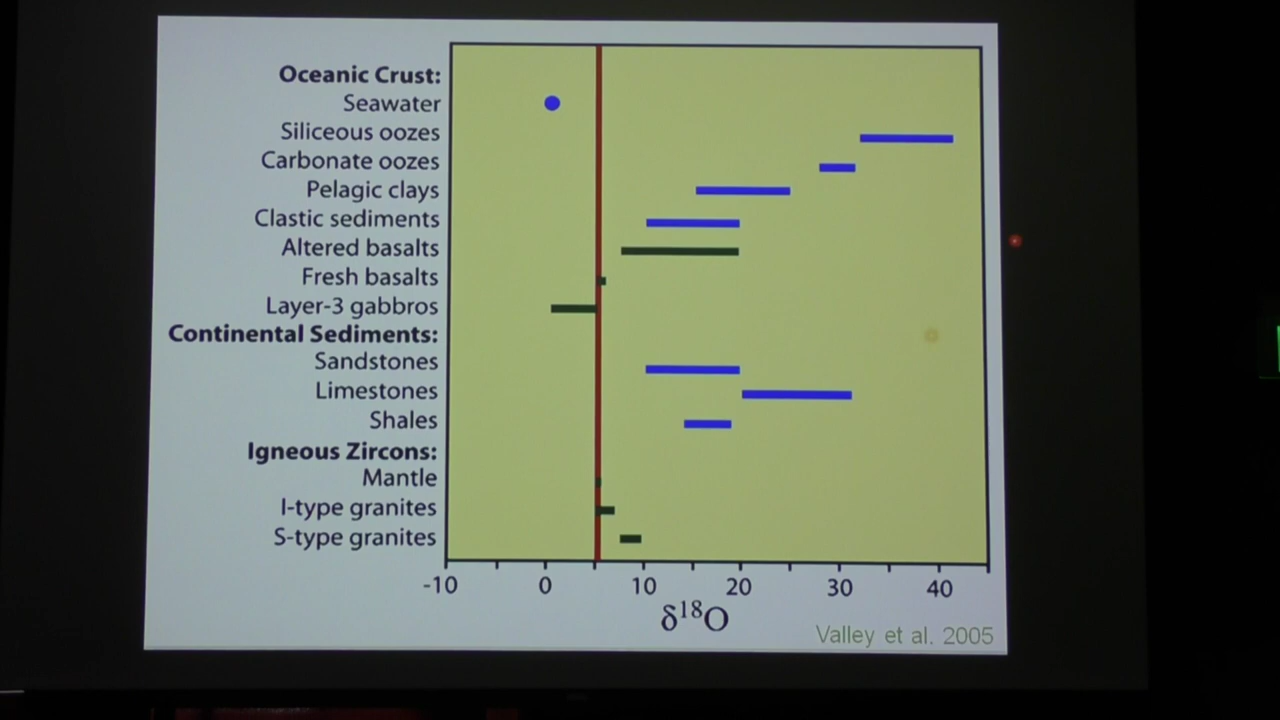 Oceanic Crust:
Seawater
Siliceous oozes
Carbonate oozes
Pelagic clays
Clastic sediments
Altered basalts
Fresh basalts
Layer-3 gabbros
Continental Sediments:
Sandstones
Limestones
Shales
Igneous Zircons:
Mantle
I-type granites
S-type granites
-10 0 10 20 30 40
δ¹⁸O
Valley et al. 2005